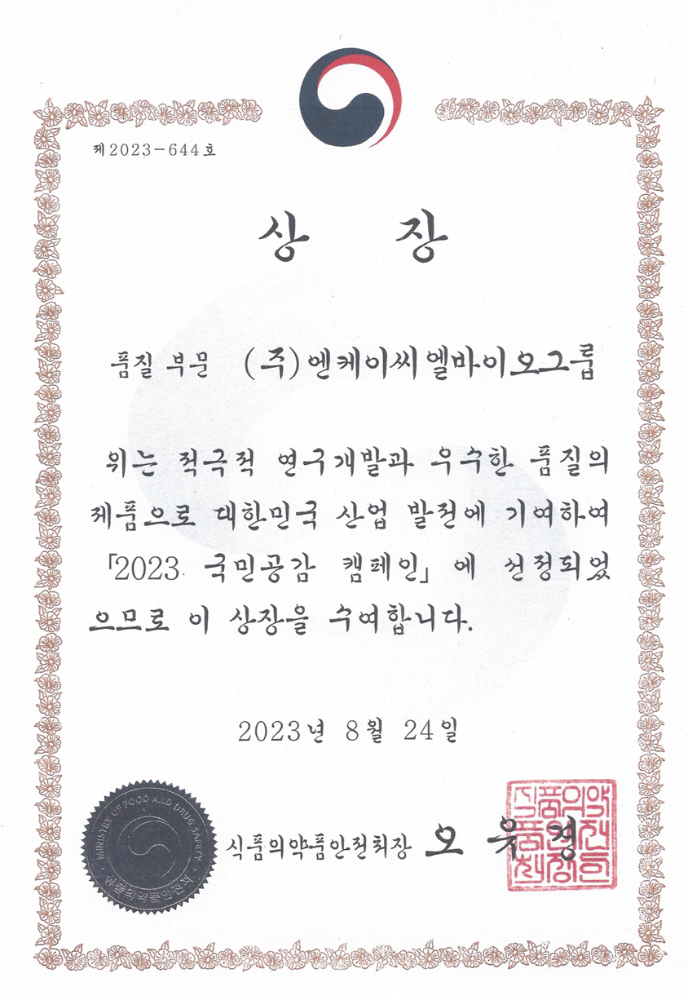 제2023-644호
상 장
품질 부문 (주)엔케이씨엘바이오그룹
위는 적극적 연구개발과 우수한 품질의
제품으로 대한민국 산업 발전에 기여하여
「2023 국민공감 캠페인」에 선정되었
으므로 이 상장을 수여합니다.
2023년 8월 24일
MINISTRY OF FOOD AND DRUG SAFETY
식품의약품안전처
식품의약품안전처장 오유경
식품의약
품안전
처장